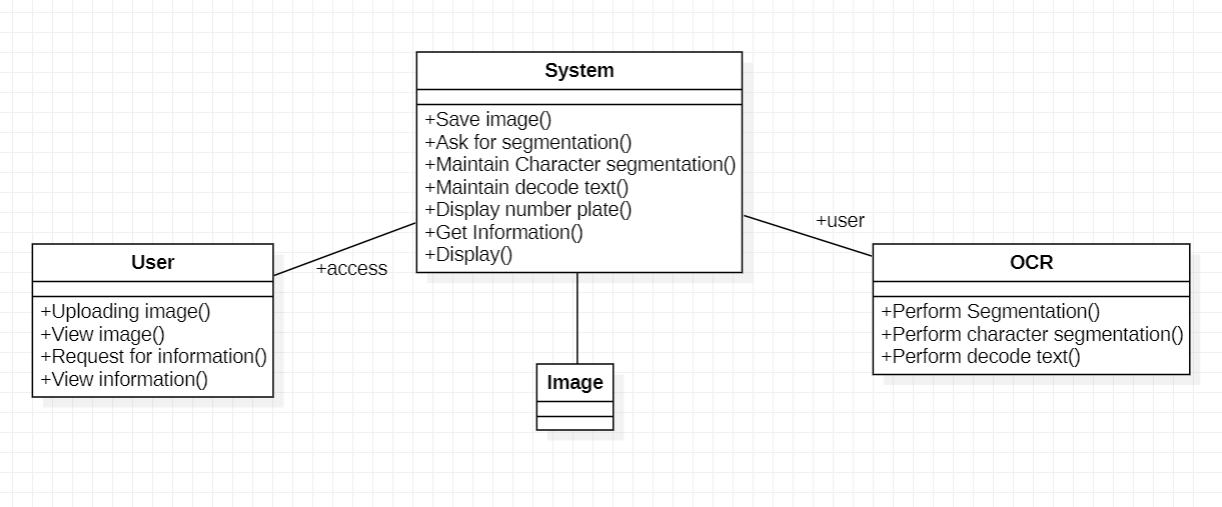 System
+Save image()
+Ask for segmentation()
+Maintain Character segmentation()
+Maintain decode text()
+Display number plate()
+Get Information()
+Display()
+access
+user
User
+Uploading image()
+View image()
+Request for information()
+View information()
Image
OCR
+Perform Segmentation()
+Perform character segmentation()
+Perform decode text()